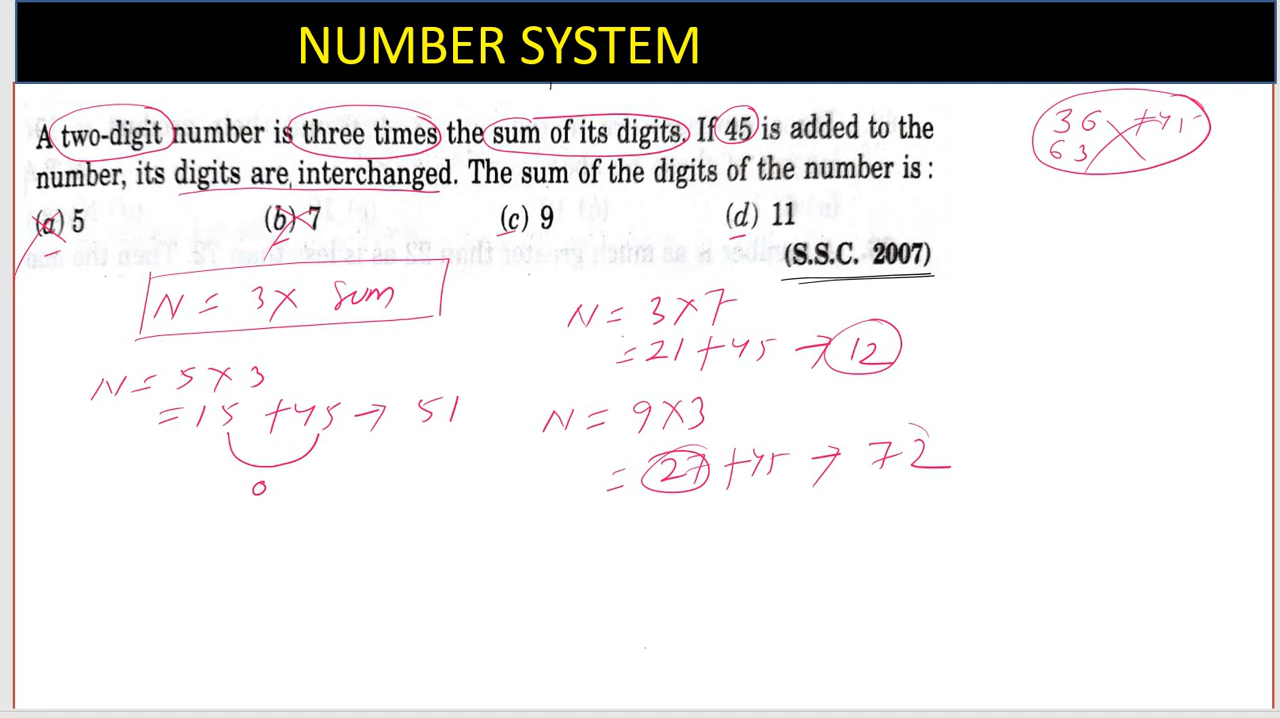 NUMBER SYSTEM
A two-digit number is three times the sum of its digits. If 45 is added to the
number, its digits are interchanged. The sum of the digits of the number is :
(a) 5 (b) 7 (c) 9 (d) 11
(S.S.C. 2007)
36 +45
63
N = 3 × Sum
N = 5 × 3
= 15 + 45 → 51
0
N = 3 × 7
= 21 + 45 → 12
N = 9 × 3
= 27 + 45 → 72